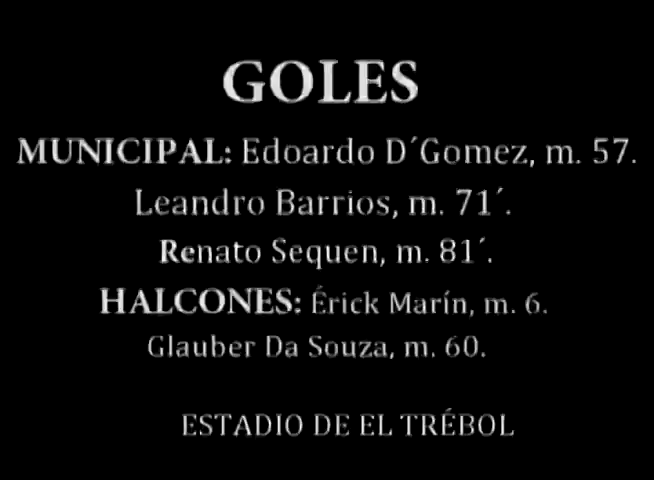 GOLES
MUNICIPAL: Edoardo D´Gomez, m. 57.
Leandro Barrios, m. 71´.
Renato Sequen, m. 81´.
HALCONES: Érick Marín, m. 6.
Glauber Da Souza, m. 60.
ESTADIO DE EL TRÉBOL